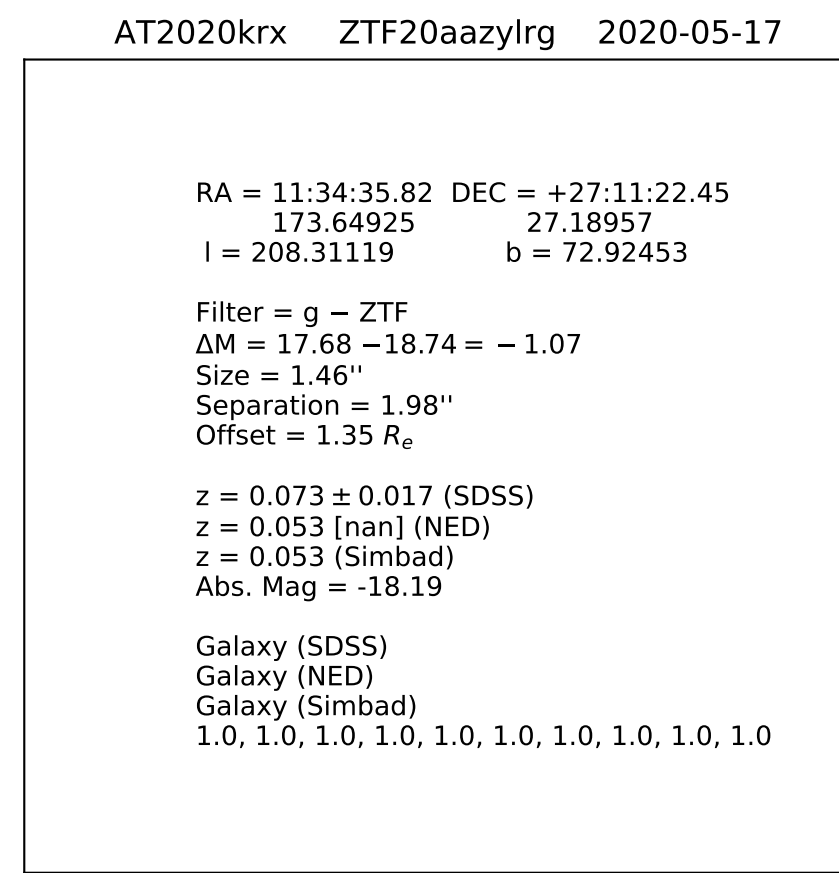 AT2020krx ZTF20aazylrg 2020-05-17
RA = 11:34:35.82 DEC = +27:11:22.45
173.64925 27.18957
l = 208.31119 b = 72.92453
Filter = g − ZTF
ΔM = 17.68 −18.74 = − 1.07
Size = 1.46''
Separation = 1.98''
Offset = 1.35 Re
z = 0.073 ± 0.017 (SDSS)
z = 0.053 [nan] (NED)
z = 0.053 (Simbad)
Abs. Mag = -18.19
Galaxy (SDSS)
Galaxy (NED)
Galaxy (Simbad)
1.0, 1.0, 1.0, 1.0, 1.0, 1.0, 1.0, 1.0, 1.0, 1.0